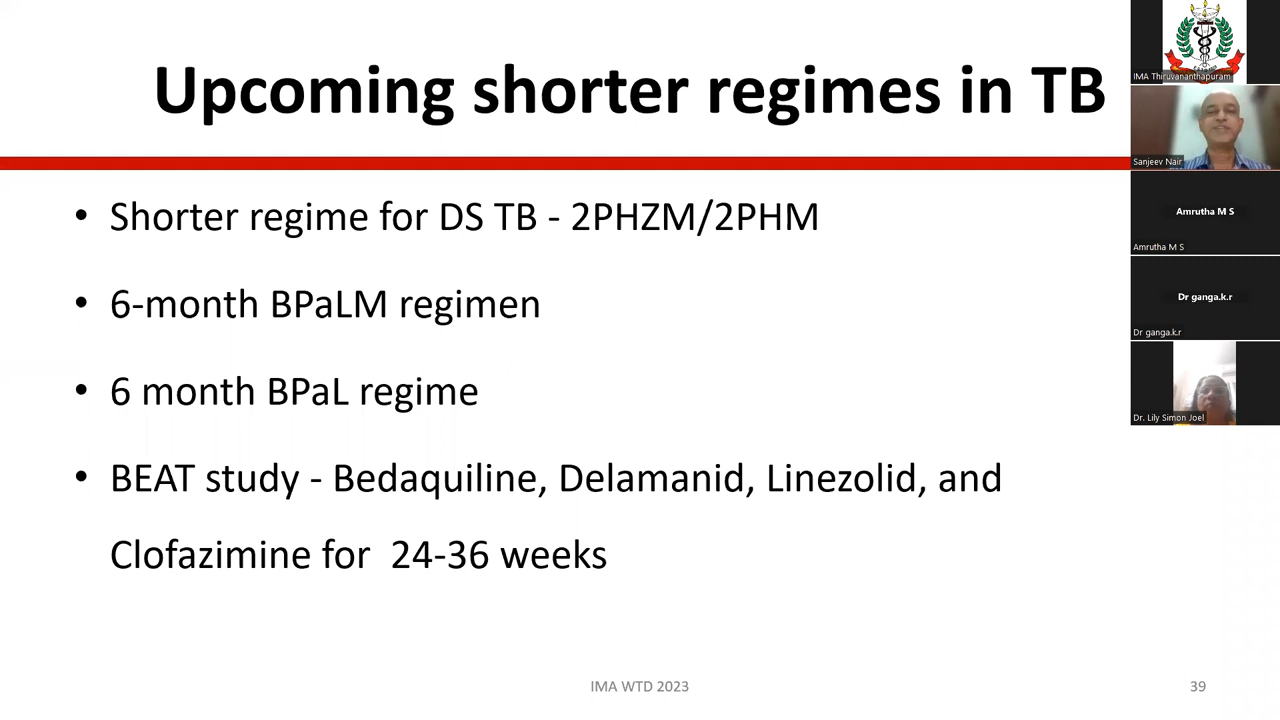 Upcoming shorter regimes in TB
• Shorter regime for DS TB - 2PHZM/2PHM
• 6-month BPaLM regimen
• 6 month BPaL regime
• BEAT study - Bedaquiline, Delamanid, Linezolid, and
Clofazimine for 24-36 weeks
IMA WTD 2023
39
IMA Thiruvananthapuram
Sanjeev Nair
Amrutha M S
Amrutha M S
Dr ganga.k.r
Dr ganga.k.r
Dr. Lily Simon Joel